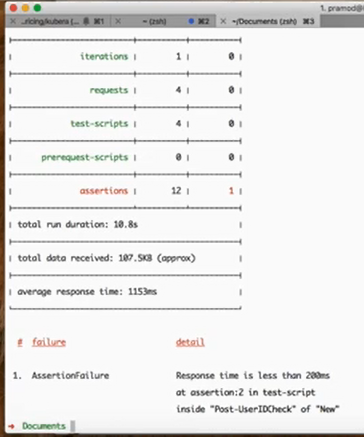 1. pramod@
..ricing/kubera (... ⌘1 × ~ (zsh) ⌘2 × ~/Documents (zsh) ⌘3
iterations 1 0
requests 4 0
test-scripts 4 0
prerequest-scripts 0 0
assertions 12 1
total run duration: 10.8s
total data received: 107.5KB (approx)
average response time: 1153ms
# failure detail
1. AssertionFailure Response time is less than 200ms
at assertion:2 in test-script
inside "Post-UserIDCheck" of "New"
→ Documents